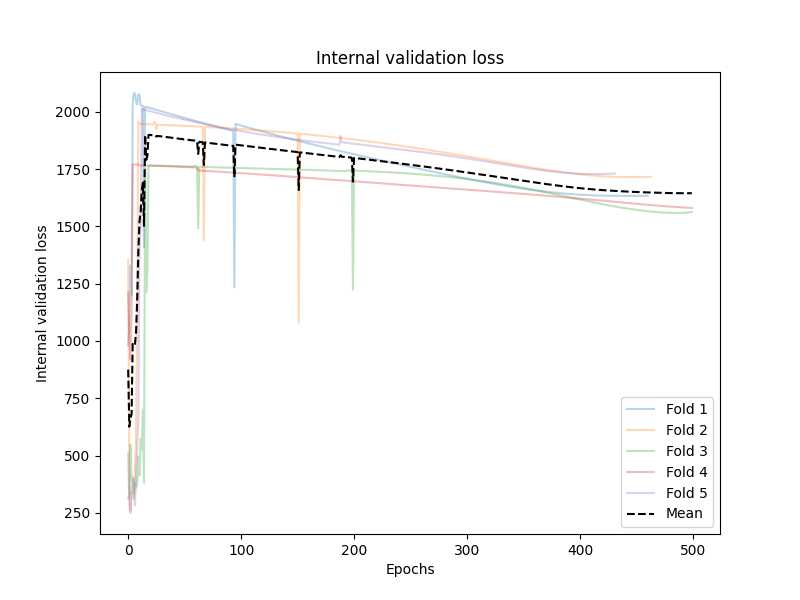 Internal validation loss
Internal validation loss
2000
1750
1500
1250
1000
750
500
250
0
100
200
300
400
500
Epochs
Fold 1
Fold 2
Fold 3
Fold 4
Fold 5
Mean